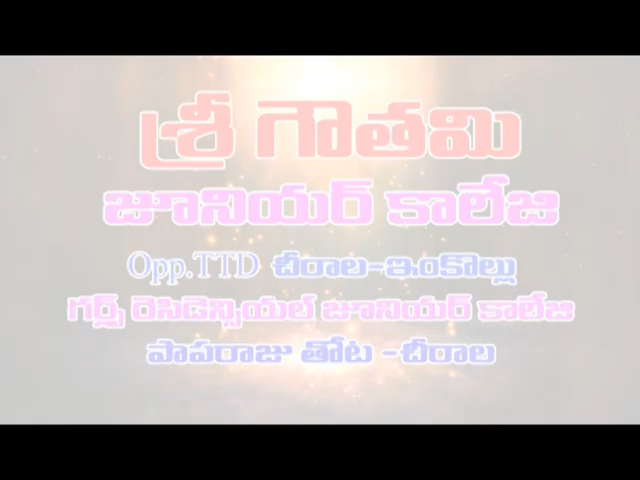 శ్రీ గౌతమి
జూనియర్ కాలేజి
Opp.TTD చీరాల-ఇంకొల్లు
గర్ల్స్ రెసిడెన్సియల్ జూనియర్ కాలేజి
పాపరాజు తోట -చీరాల